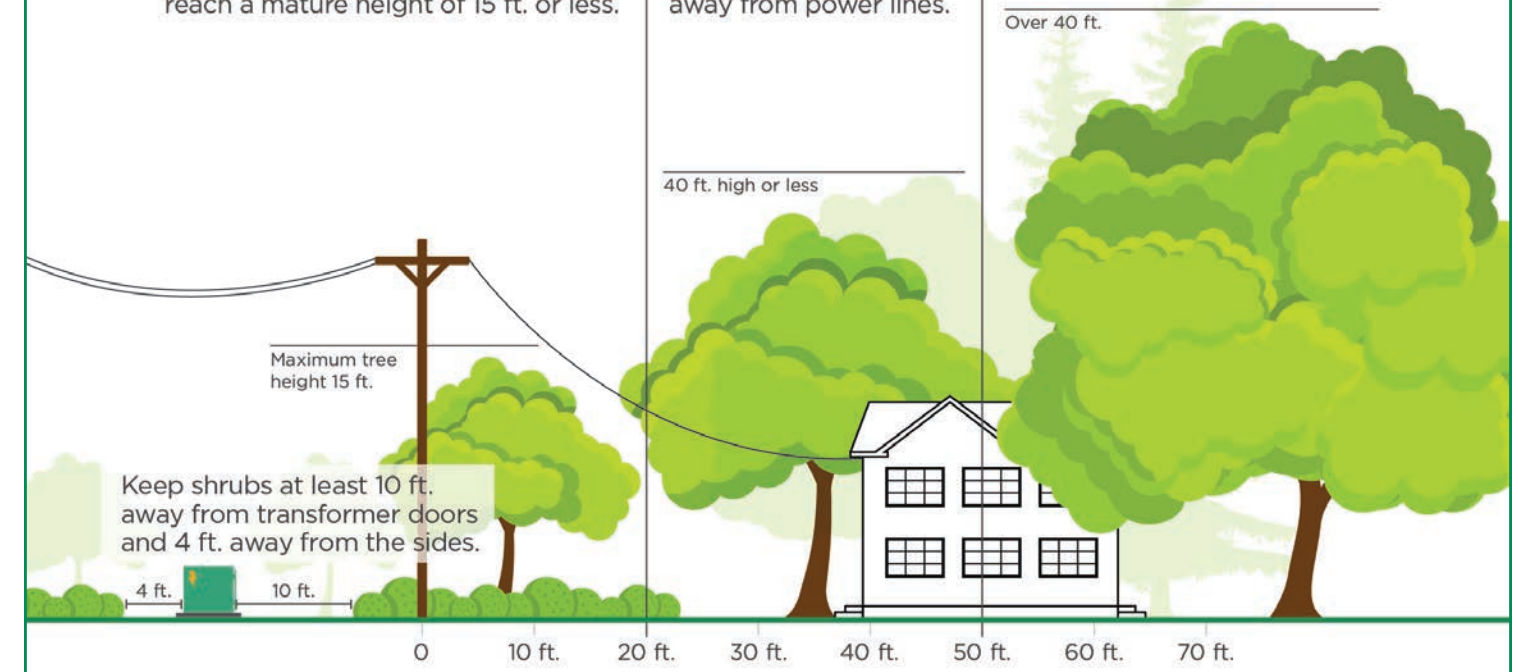 reach a mature height of 15 ft. or less.
away from power lines.
Over 40 ft.
40 ft. high or less
Maximum tree
height 15 ft.
Keep shrubs at least 10 ft.
away from transformer doors
and 4 ft. away from the sides.
4 ft.
10 ft.
0
10 ft.
20 ft.
30 ft.
40 ft.
50 ft.
60 ft.
70 ft.